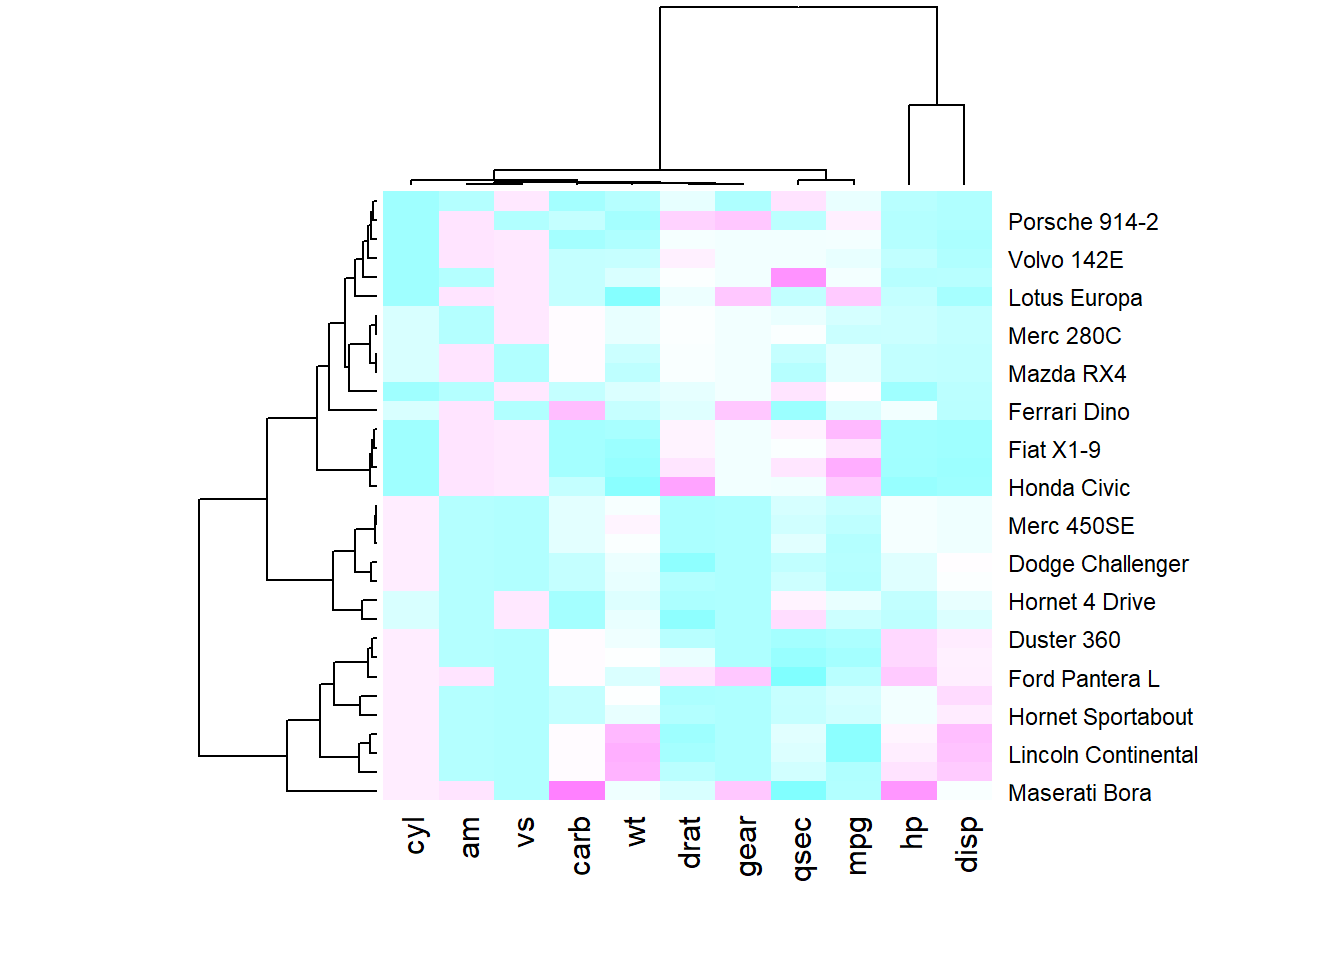 Porsche 914-2
Volvo 142E
Lotus Europa
Merc 280C
Mazda RX4
Ferrari Dino
Fiat X1-9
Honda Civic
Merc 450SE
Dodge Challenger
Hornet 4 Drive
Duster 360
Ford Pantera L
Hornet Sportabout
Lincoln Continental
Maserati Bora
cyl
am
vs
carb
wt
drat
gear
qsec
mpg
hp
disp